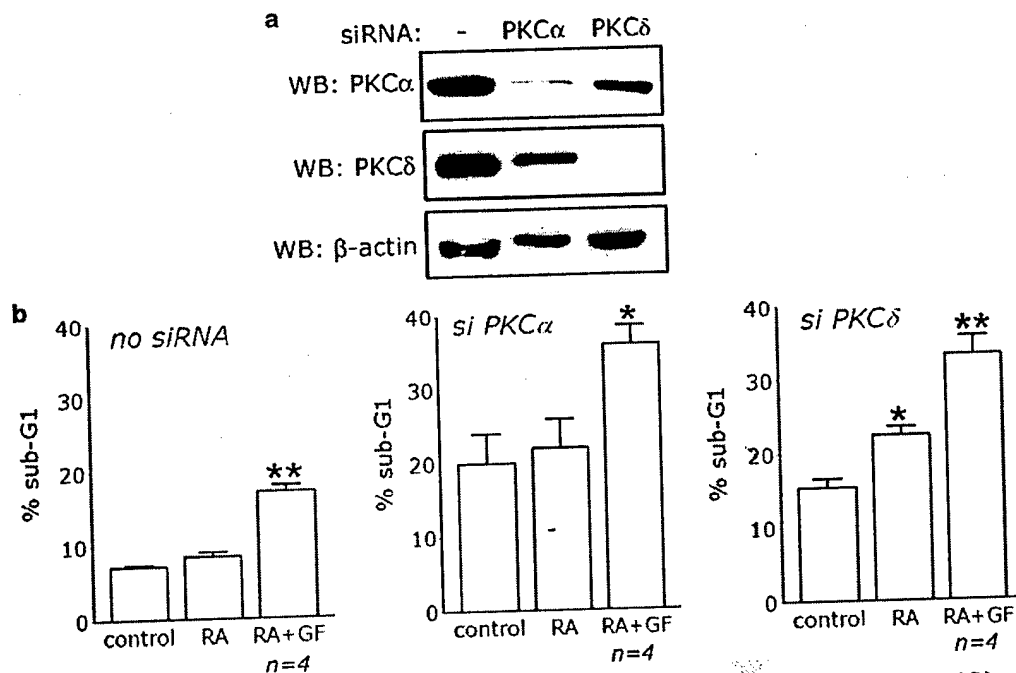 a
siRNA: - PKCα PKCδ
WB: PKCα
WB: PKCδ
WB: β-actin
b
no siRNA
% sub-G1
40
30
20
10
0
control RA RA+GF
n=4
**
si PKCα
% sub-G1
40
30
20
10
0
control RA RA+GF
n=4
*
si PKCδ
% sub-G1
40
30
20
10
0
control RA RA+GF
n=4
*
**